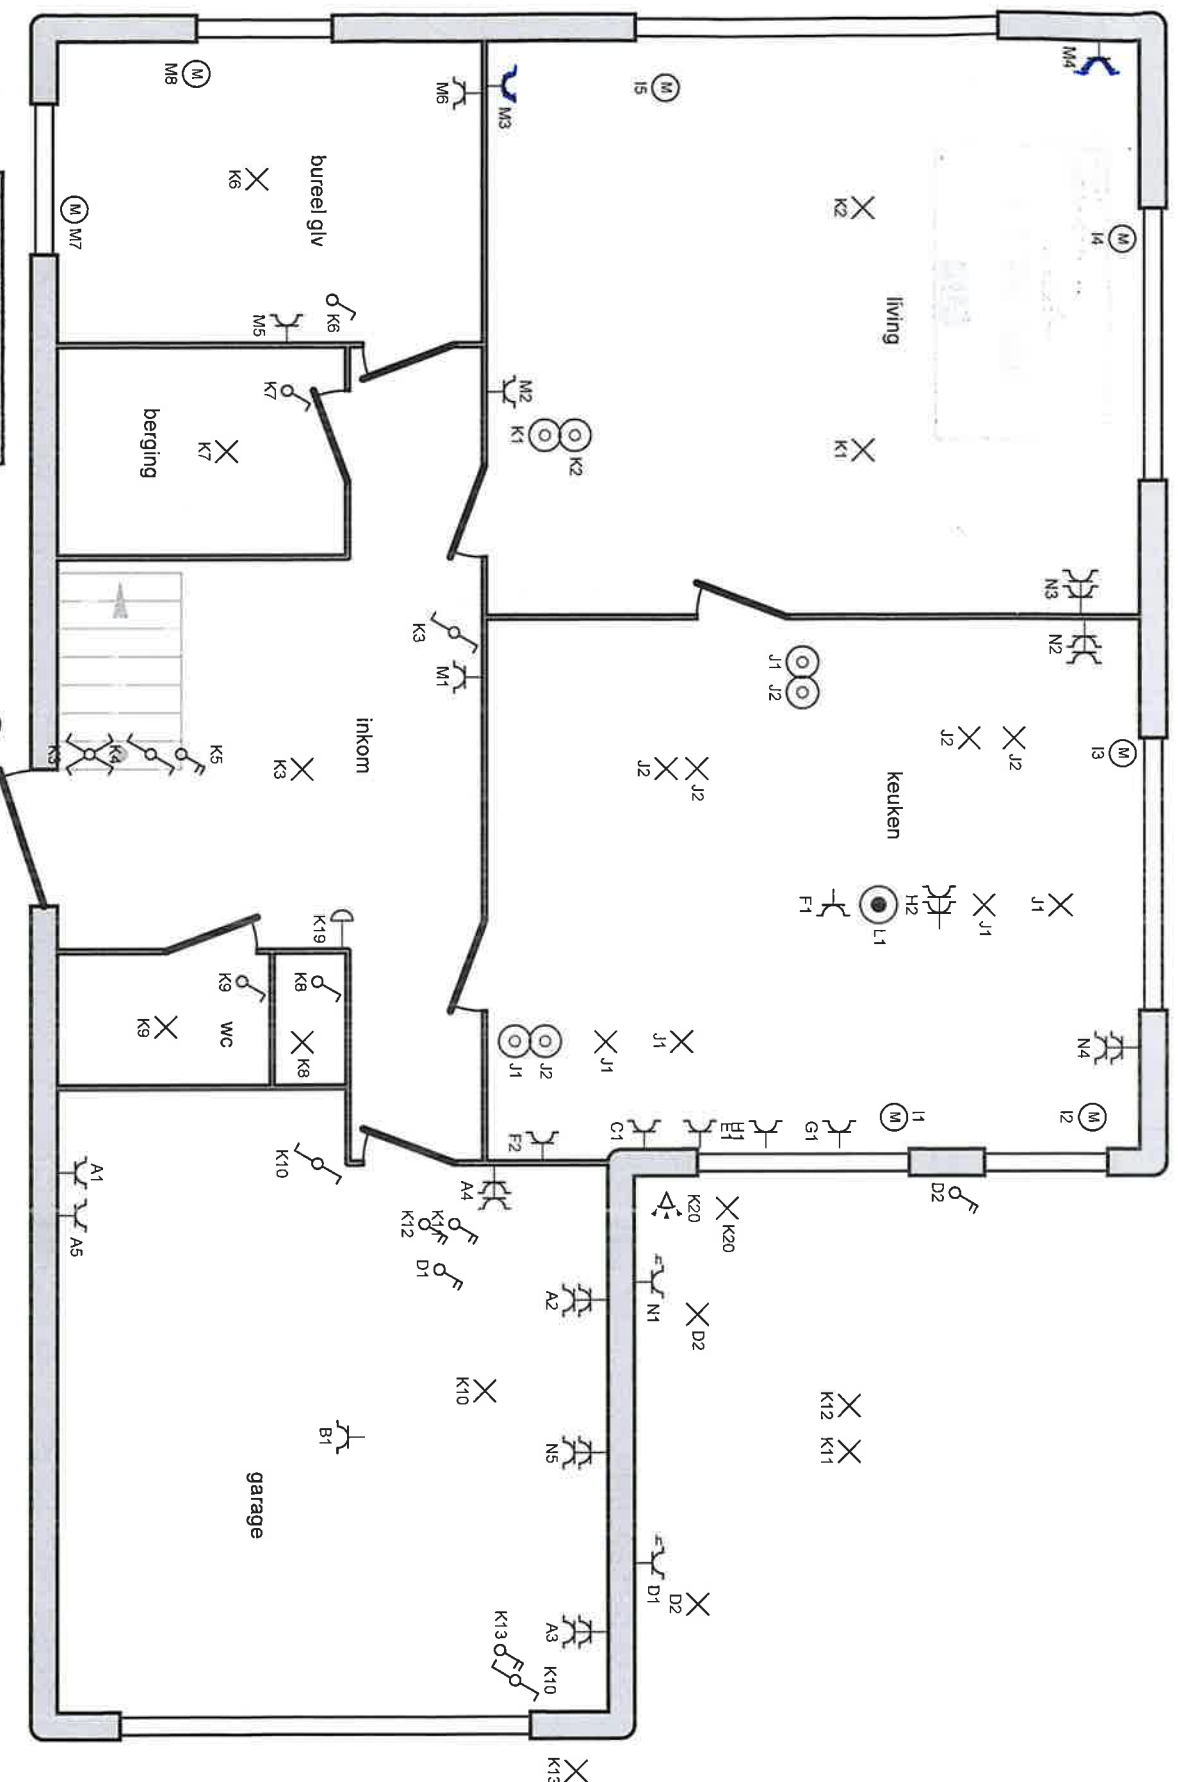 M4
I4
N3
N2
I3
N4
I2
living
keuken
K2
K1
J2
J2
J1
J1
H2
L1
F1
I1
G1
H1
E1
C1
F2
D2
I5
J1
J2
J2
J2
J1
J1
J1
J2
M3
M2
K2
K1
M6
K3
M1
bureel glv
K6
K6
M5
M8
M7
berging
K7
K7
inkom
K3
K5
K4
K19
wc
K9
K9
K8
K8
K20
K20
N1
D2
K12
K11
D1
D2
A4
K12
D1
A2
N5
A3
K10
K10
B1
garage
K13
K10
A1
A5
K13
M
M
M
M
M
M
M